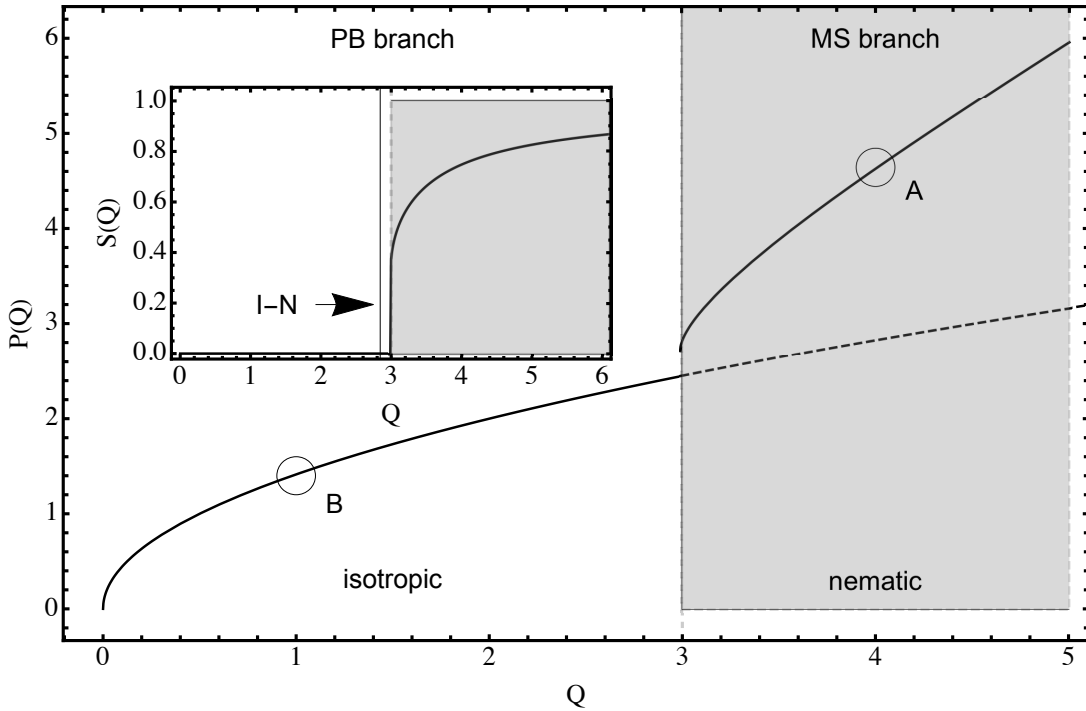 PB branch
MS branch
6
5
4
3
2
1
0
P(Q)
1.0
0.8
0.6
0.4
0.2
0.0
S(Q)
I–N
0 1 2 3 4 5 6
Q
A
B
isotropic
nematic
0 1 2 3 4 5
Q